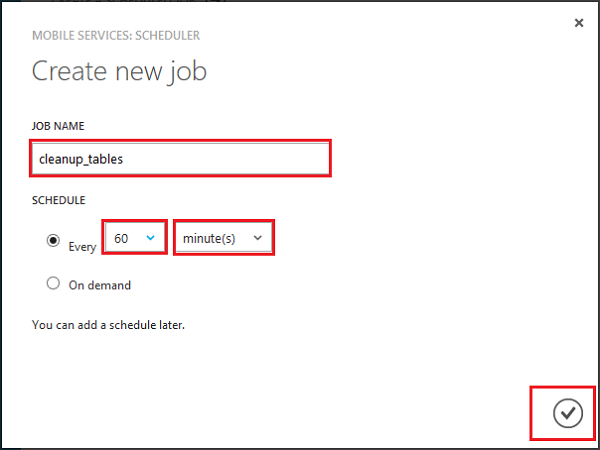 MOBILE SERVICES: SCHEDULER
Create new job
JOB NAME
cleanup_tables
SCHEDULE
Every 60 minute(s)
On demand
You can add a schedule later.